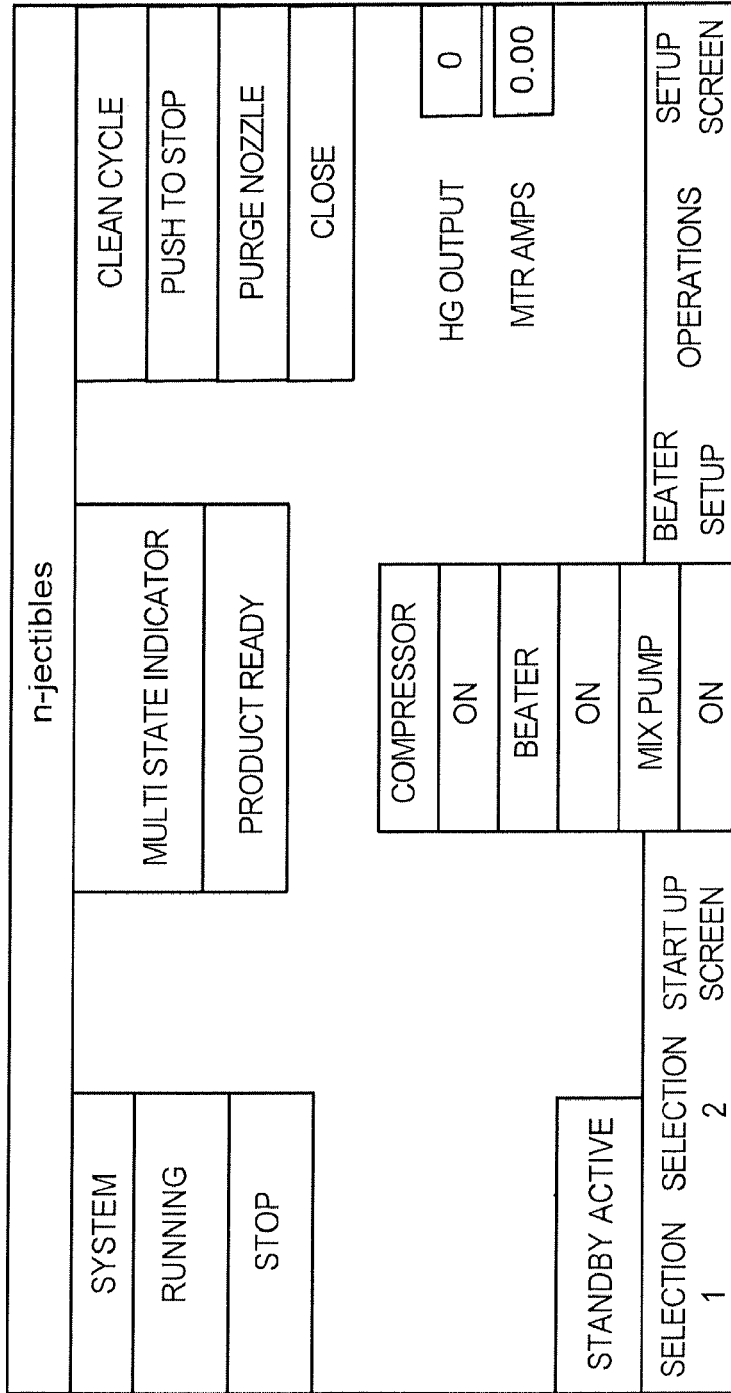 n-jectibles
SYSTEM
RUNNING
STOP
MULTI STATE INDICATOR
PRODUCT READY
CLEAN CYCLE
PUSH TO STOP
PURGE NOZZLE
CLOSE
COMPRESSOR
ON
BEATER
ON
MIX PUMP
ON
HG OUTPUT 0
MTR AMPS 0.00
STANDBY ACTIVE
SELECTION 1
SELECTION 2
START UP SCREEN
BEATER SETUP
OPERATIONS
SETUP SCREEN